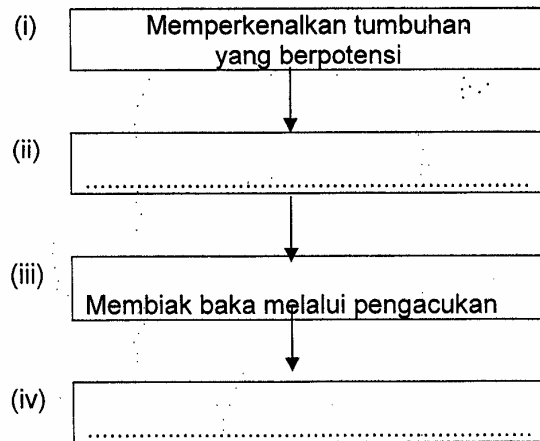 (i) Memperkenalkan tumbuhan
yang berpotensi
(ii)
................................................................
(iii)
Membiak baka melalui pengacukan
(iv)
................................................................